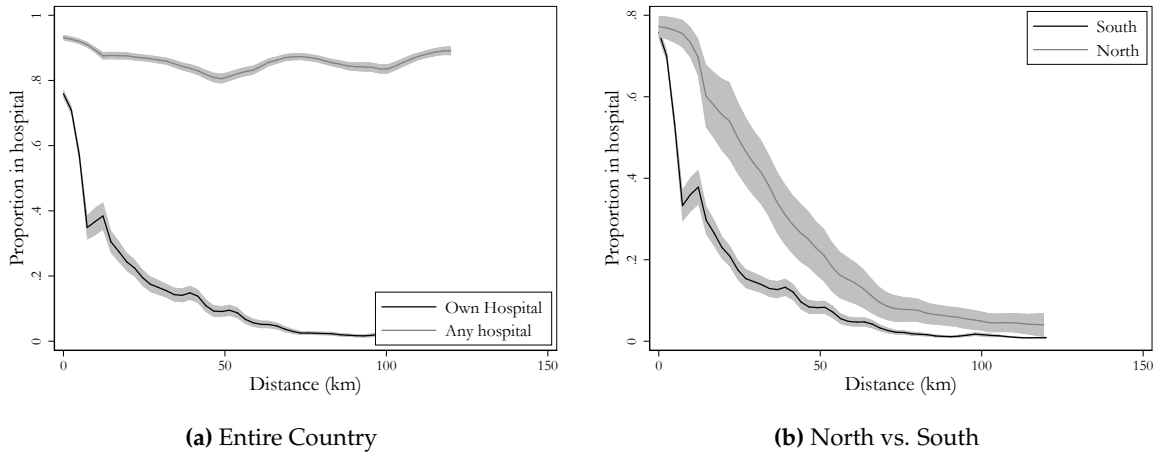 Proportion in hospital
1
.8
.6
.4
.2
0
Own Hospital
Any hospital
0
50
100
150
Distance (km)
(a) Entire Country
Proportion in hospital
.8
.6
.4
.2
0
South
North
0
50
100
150
Distance (km)
(b) North vs. South